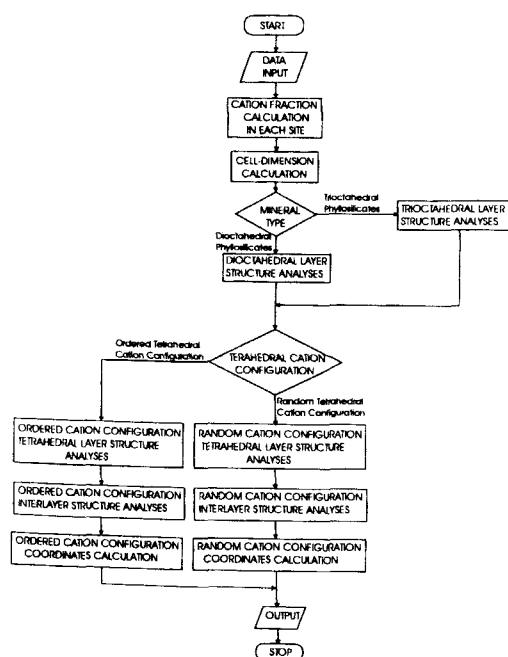 START
DATA
INPUT
CATION FRACTION
CALCULATION
IN EACH SITE
CELL-DIMENSION
CALCULATION
MINERAL
TYPE
Trioctahedral
Phyllosilicates
TRIOCTAHEDRAL LAYER
STRUCTURE ANALYSES
Dioctahedral
Phyllosilicates
DIOCTAHEDRAL LAYER
STRUCTURE ANALYSES
Ordered Tetrahedral
Cation Configuration
TERAHEDRAL CATION
CONFIGURATION
Random Tetrahedral
Cation Configuration
ORDERED CATION CONFIGURATION
TETRAHEDRAL LAYER STRUCTURE
ANALYSES
RANDOM CATION CONFIGURATION
TETRAHEDRAL LAYER STRUCTURE
ANALYSES
ORDERED CATION CONFIGURATION
INTERLAYER STRUCTURE ANALYSES
RANDOM CATION CONFIGURATION
INTERLAYER STRUCTURE ANALYSES
ORDERED CATION CONFIGURATION
COORDINATES CALCULATION
RANDOM CATION CONFIGURATION
COORDINATES CALCULATION
OUTPUT
STOP